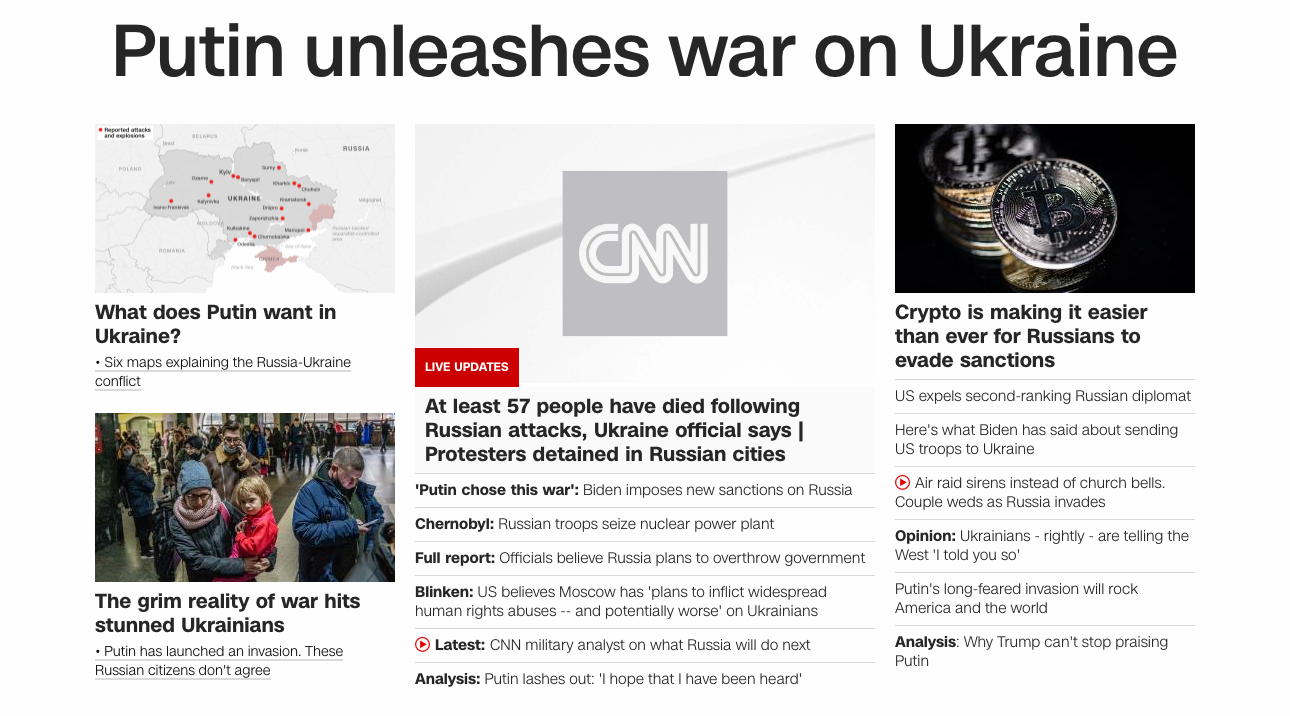 Putin unleashes war on Ukraine
Reported attacks
and explosions
BELARUS
RUSSIA
POLAND
Brest
Lviv
Kyiv
Sumy
Boryspil
Kharkiv
Chuhuiv
UKRAINE
Kramatorsk
Dnipro
Ivano-Frankivsk
Kalynivka
Zaporizhzhia
MOLDOVA
Mariupol
Kulbakine
Chornobaivka
Odessa
Volgograd
Russian-backed
separatist-controlled
area
ROMANIA
Sea of Azov
CRIMEA
Black Sea
What does Putin want in
Ukraine?
• Six maps explaining the Russia-Ukraine
conflict
The grim reality of war hits
stunned Ukrainians
• Putin has launched an invasion. These
Russian citizens don't agree
CNN
LIVE UPDATES
At least 57 people have died following
Russian attacks, Ukraine official says |
Protesters detained in Russian cities
'Putin chose this war': Biden imposes new sanctions on Russia
Chernobyl: Russian troops seize nuclear power plant
Full report: Officials believe Russia plans to overthrow government
Blinken: US believes Moscow has 'plans to inflict widespread
human rights abuses -- and potentially worse' on Ukrainians
Latest: CNN military analyst on what Russia will do next
Analysis: Putin lashes out: 'I hope that I have been heard'
Crypto is making it easier
than ever for Russians to
evade sanctions
US expels second-ranking Russian diplomat
Here's what Biden has said about sending
US troops to Ukraine
Air raid sirens instead of church bells.
Couple weds as Russia invades
Opinion: Ukrainians - rightly - are telling the
West 'I told you so'
Putin's long-feared invasion will rock
America and the world
Analysis: Why Trump can't stop praising
Putin